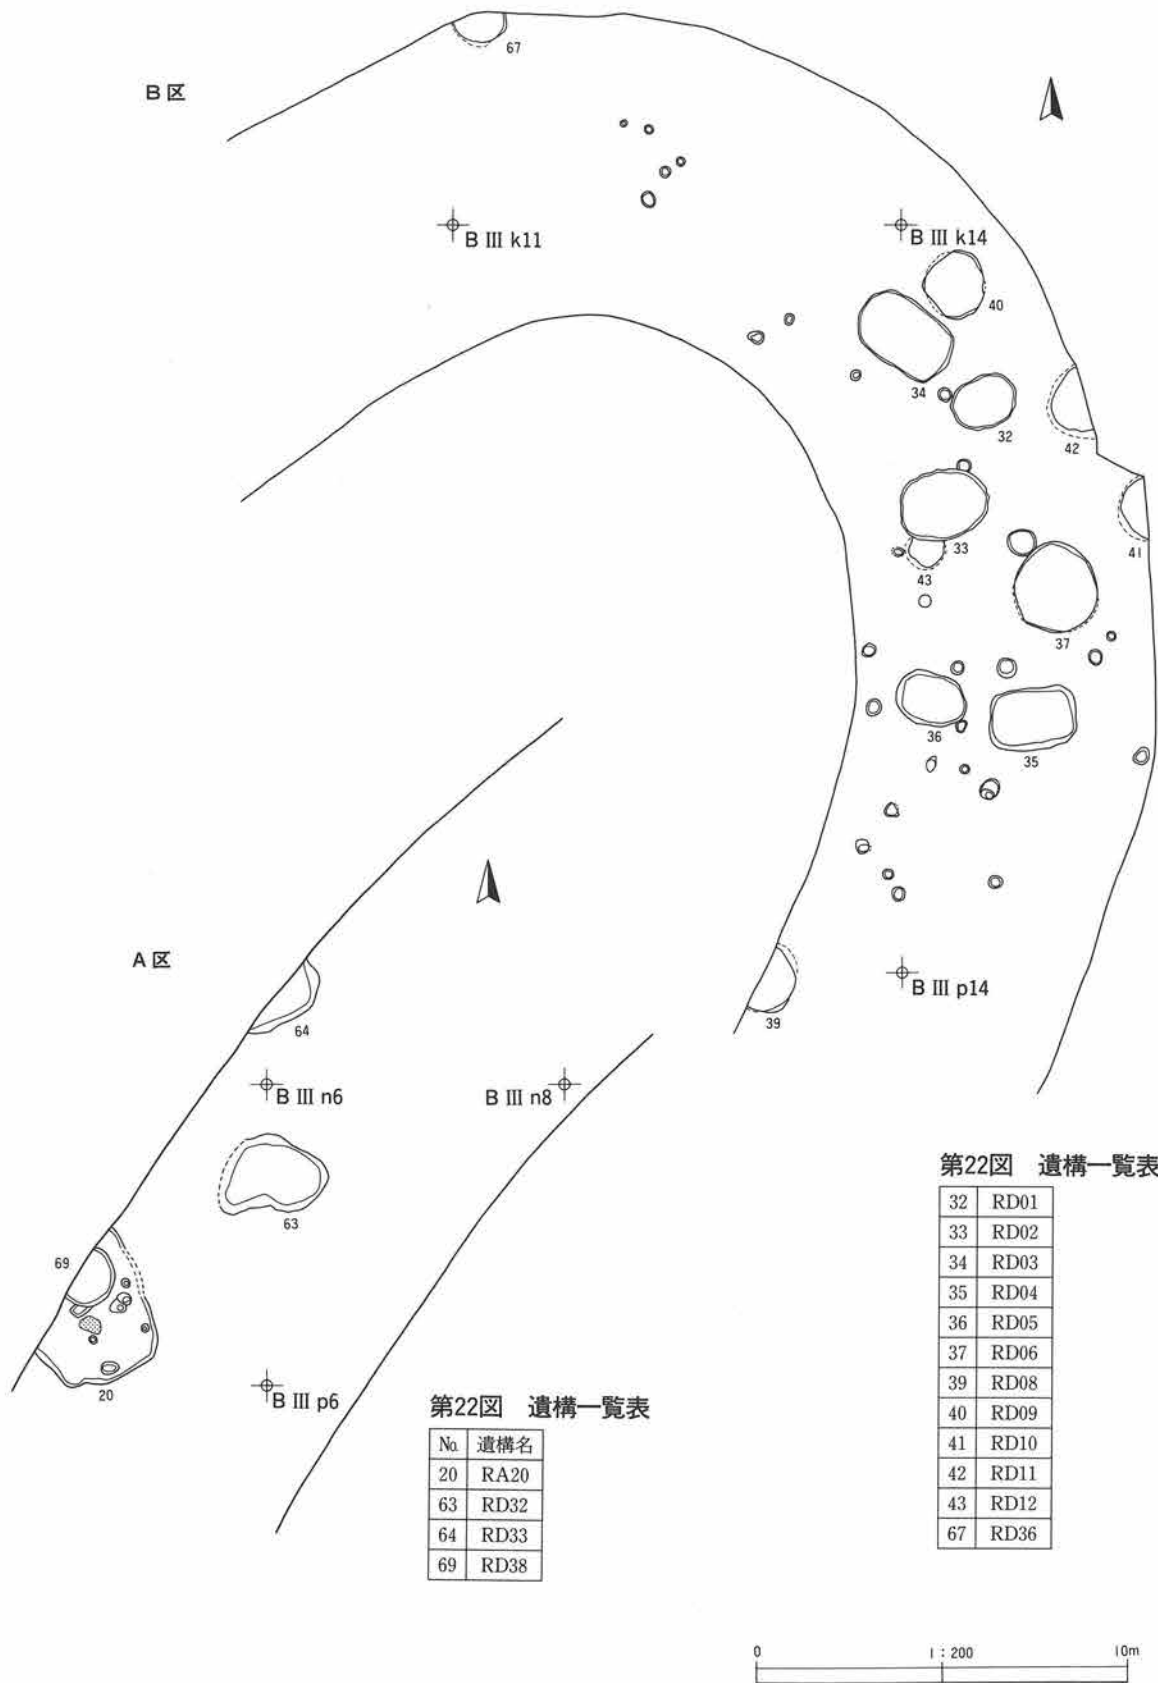 67
B区
B III k11
B III k14
40
34
32
42
33
41
43
37
36
35
A区
B III p14
64
39
B III n6
B III n8
63
69
20
B III p6
第22図 遺構一覧表
32 RD01
33 RD02
34 RD03
35 RD04
36 RD05
37 RD06
39 RD08
40 RD09
41 RD10
42 RD11
43 RD12
67 RD36
第22図 遺構一覧表
No. 遺構名
20 RA20
63 RD32
64 RD33
69 RD38
0 1:200 10m